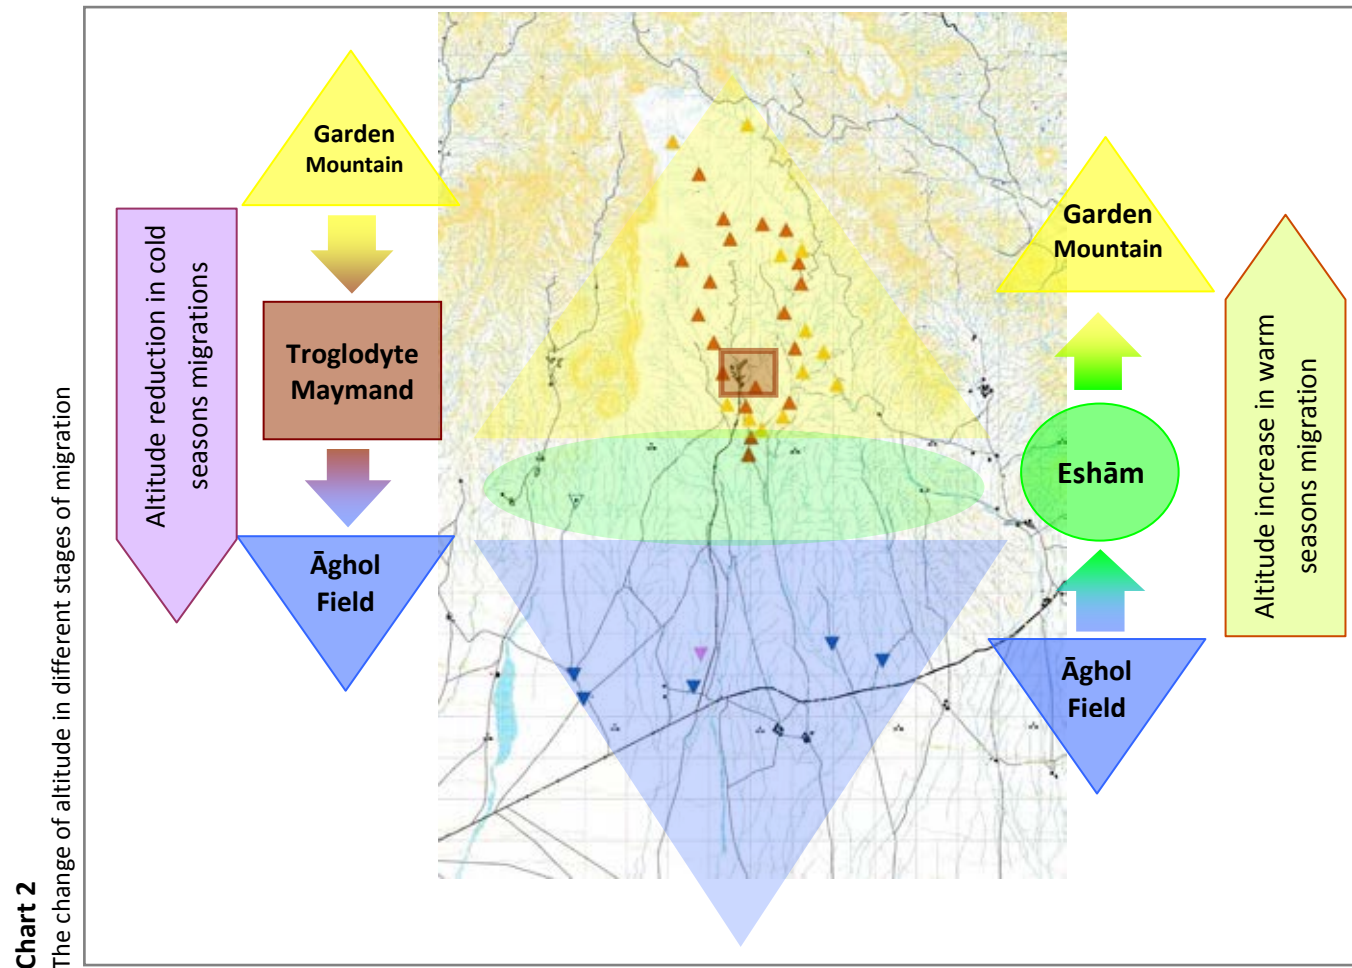 Chart 2
The change of altitude in different stages of migration
Altitude reduction in cold
seasons migrations
Garden
Mountain
Troglodyte
Maymand
Āghol
Field
Garden
Mountain
Eshām
Āghol
Field
Altitude increase in warm
seasons migration